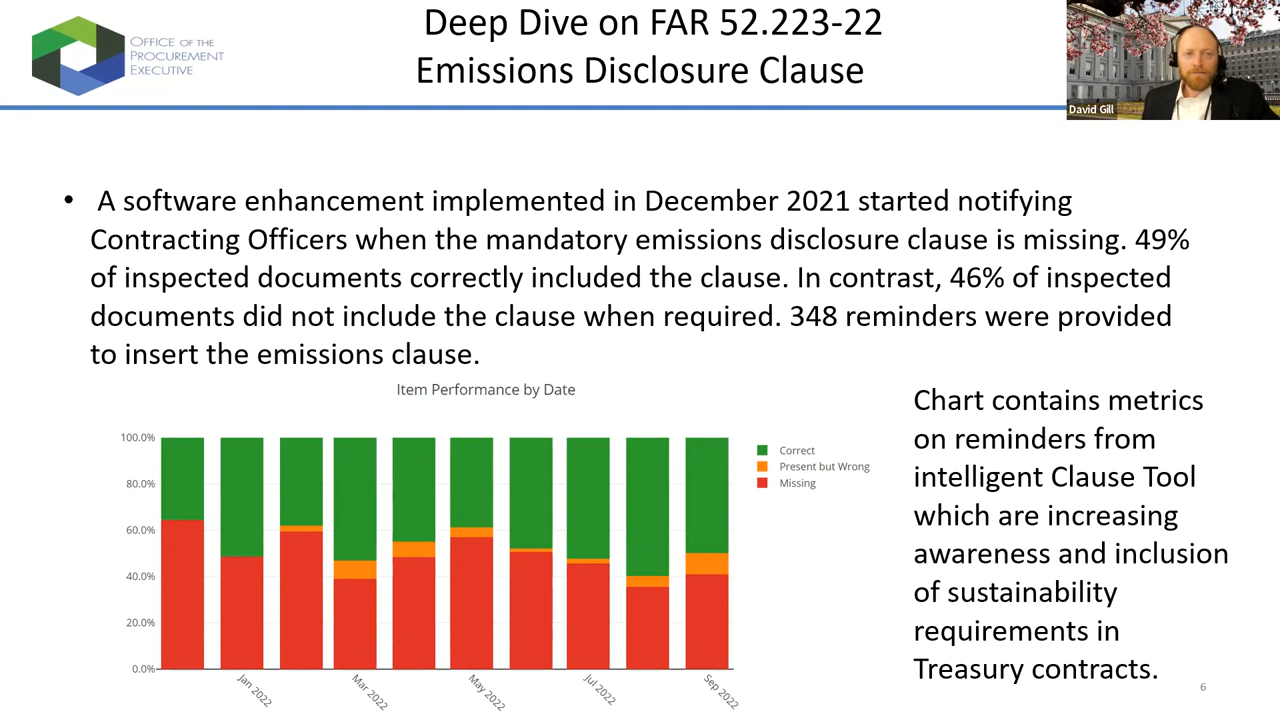 OFFICE OF THE
PROCUREMENT
EXECUTIVE
Deep Dive on FAR 52.223-22
Emissions Disclosure Clause
David Gill
• A software enhancement implemented in December 2021 started notifying
Contracting Officers when the mandatory emissions disclosure clause is missing. 49%
of inspected documents correctly included the clause. In contrast, 46% of inspected
documents did not include the clause when required. 348 reminders were provided
to insert the emissions clause.
Item Performance by Date
100.0%
80.0%
60.0%
40.0%
20.0%
0.0%
Jan 2022
Mar 2022
May 2022
Jul 2022
Sep 2022
Correct
Present but Wrong
Missing
Chart contains metrics
on reminders from
intelligent Clause Tool
which are increasing
awareness and inclusion
of sustainability
requirements in
Treasury contracts.
6